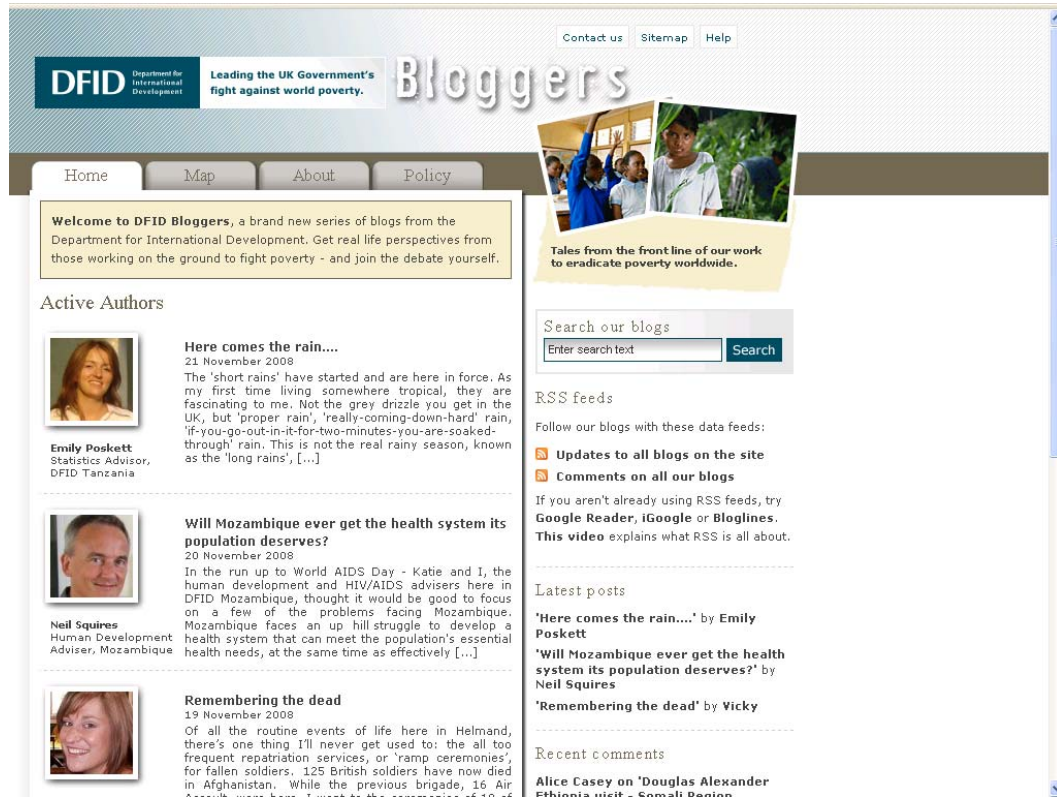 Contact us Sitemap Help
DFID Department for
International
Development
Leading the UK Government's
fight against world poverty.
Bloggers
Home Map About Policy
Welcome to DFID Bloggers, a brand new series of blogs from the
Department for International Development. Get real life perspectives from
those working on the ground to fight poverty - and join the debate yourself.
Tales from the front line of our work
to eradicate poverty worldwide.
Active Authors
Here comes the rain....
21 November 2008
The 'short rains' have started and are here in force. As
my first time living somewhere tropical, they are
fascinating to me. Not the grey drizzle you get in the
UK, but 'proper rain', 'really-coming-down-hard' rain,
'if-you-go-out-in-it-for-two-minutes-you-are-soaked-
through' rain. This is not the real rainy season, known
as the 'long rains', [...]
Emily Poskett
Statistics Advisor,
DFID Tanzania
Will Mozambique ever get the health system its
population deserves?
20 November 2008
In the run up to World AIDS Day - Katie and I, the
human development and HIV/AIDS advisers here in
DFID Mozambique, thought it would be good to focus
on a few of the problems facing Mozambique.
Mozambique faces an up hill struggle to develop a
health system that can meet the population's essential
health needs, at the same time as effectively [...]
Neil Squires
Human Development
Adviser, Mozambique
Remembering the dead
19 November 2008
Of all the routine events of life here in Helmand,
there's one thing I'll never get used to: the all too
frequent repatriation services, or 'ramp ceremonies',
for fallen soldiers. 125 British soldiers have now died
in Afghanistan. While the previous brigade, 16 Air
Assault, were here, I went to the ceremonies of 18 of
Search our blogs
Enter search text Search
RSS feeds
Follow our blogs with these data feeds:
Updates to all blogs on the site
Comments on all our blogs
If you aren't already using RSS feeds, try
Google Reader, iGoogle or Bloglines.
This video explains what RSS is all about.
Latest posts
'Here comes the rain....' by Emily
Poskett
'Will Mozambique ever get the health
system its population deserves?' by
Neil Squires
'Remembering the dead' by Vicky
Recent comments
Alice Casey on 'Douglas Alexander
Ethiopia visit - Somali Region